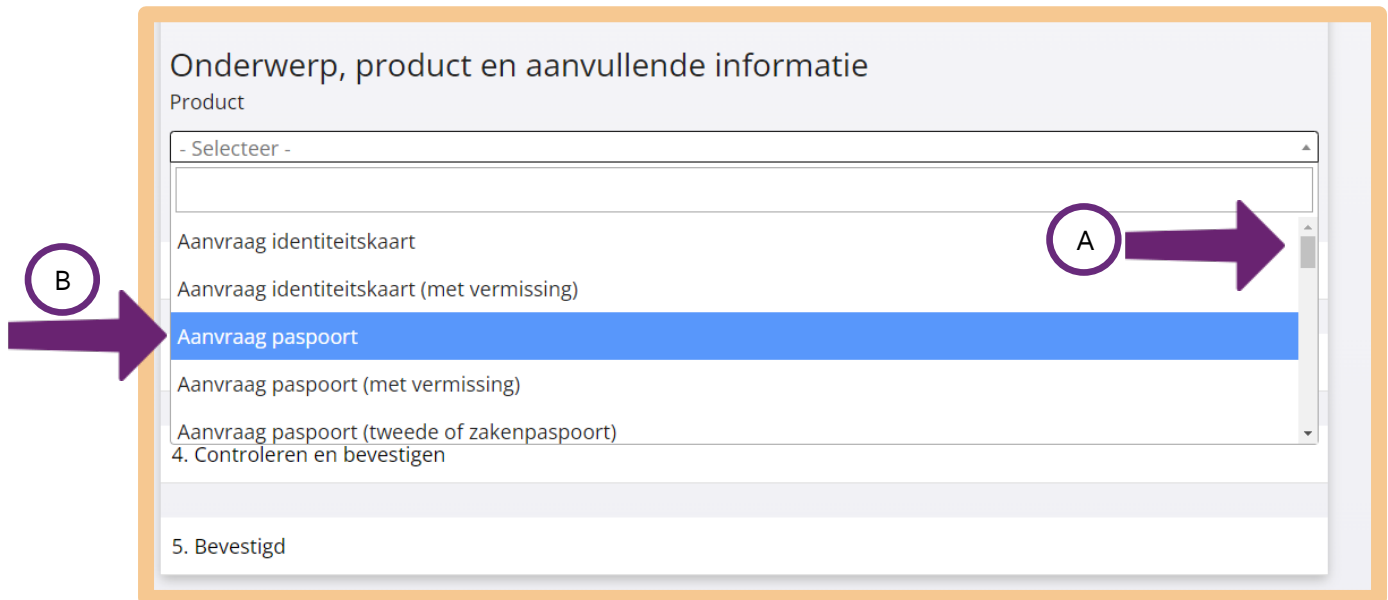 Onderwerp, product en aanvullende informatie
Product
- Selecteer -
Aanvraag identiteitskaart
A
B
Aanvraag identiteitskaart (met vermissing)
Aanvraag paspoort
Aanvraag paspoort (met vermissing)
Aanvraag paspoort (tweede of zakenpaspoort)
4. Controleren en bevestigen
5. Bevestigd